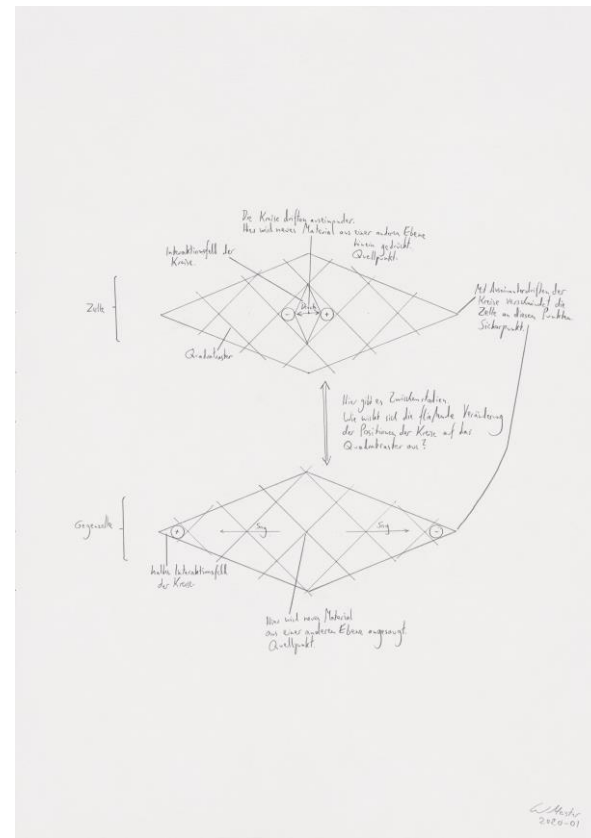 Die Kreise driften auseinander.
Hier wird neues Material aus einer anderen Ebene
hinein gedrückt.
Quellpunkt.
Interaktionsfeld der
Kreise.
Zelle
Druck
- +
Quadratraster
Mit Auseinanderdriften der
Kreise verschwindet die
Zelle an diesen Punkten
Sickerpunkt.
Hier gibt es Zwischenstadien
Wie wirkt sich die fließende Veränderung
der Positionen der Kreise auf das
Quadratraster aus?
Gegenzelle
+ Sog Sog -
halbes Interaktionsfeld
der Kreise
Hier wird neues Material
aus einer anderen Ebene angesaugt.
Quellpunkt.
2020-01